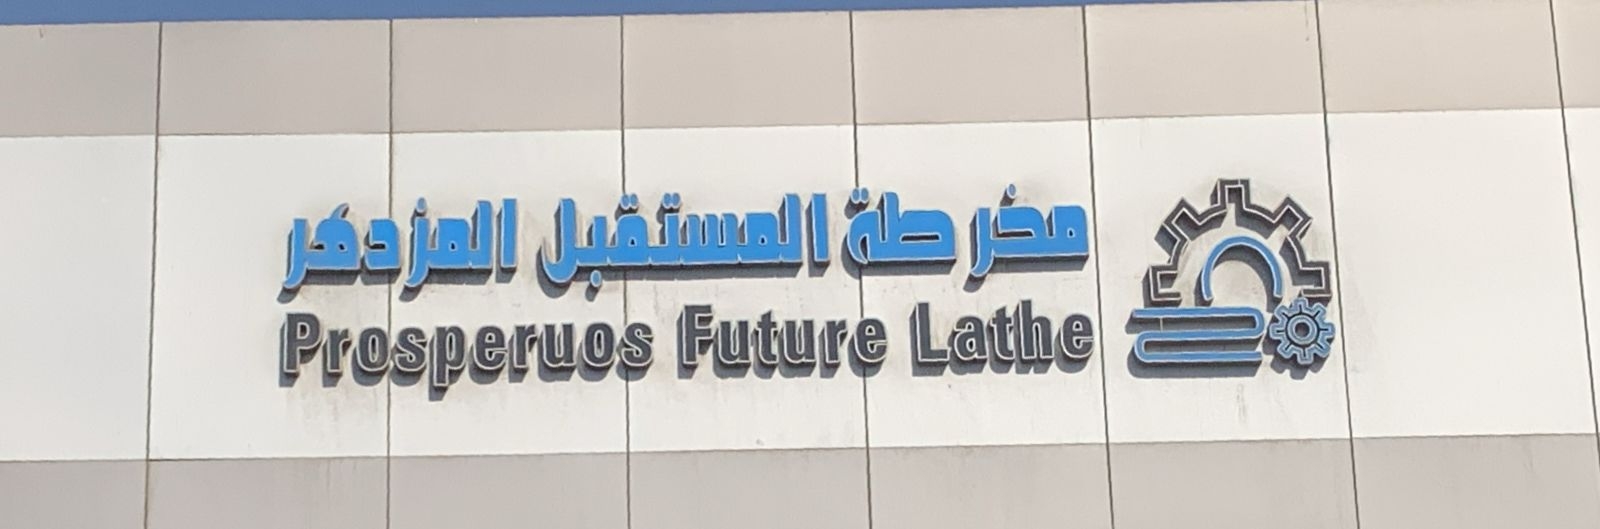 مخرطة المستقبل المزدهر
Prosperuos Future Lathe